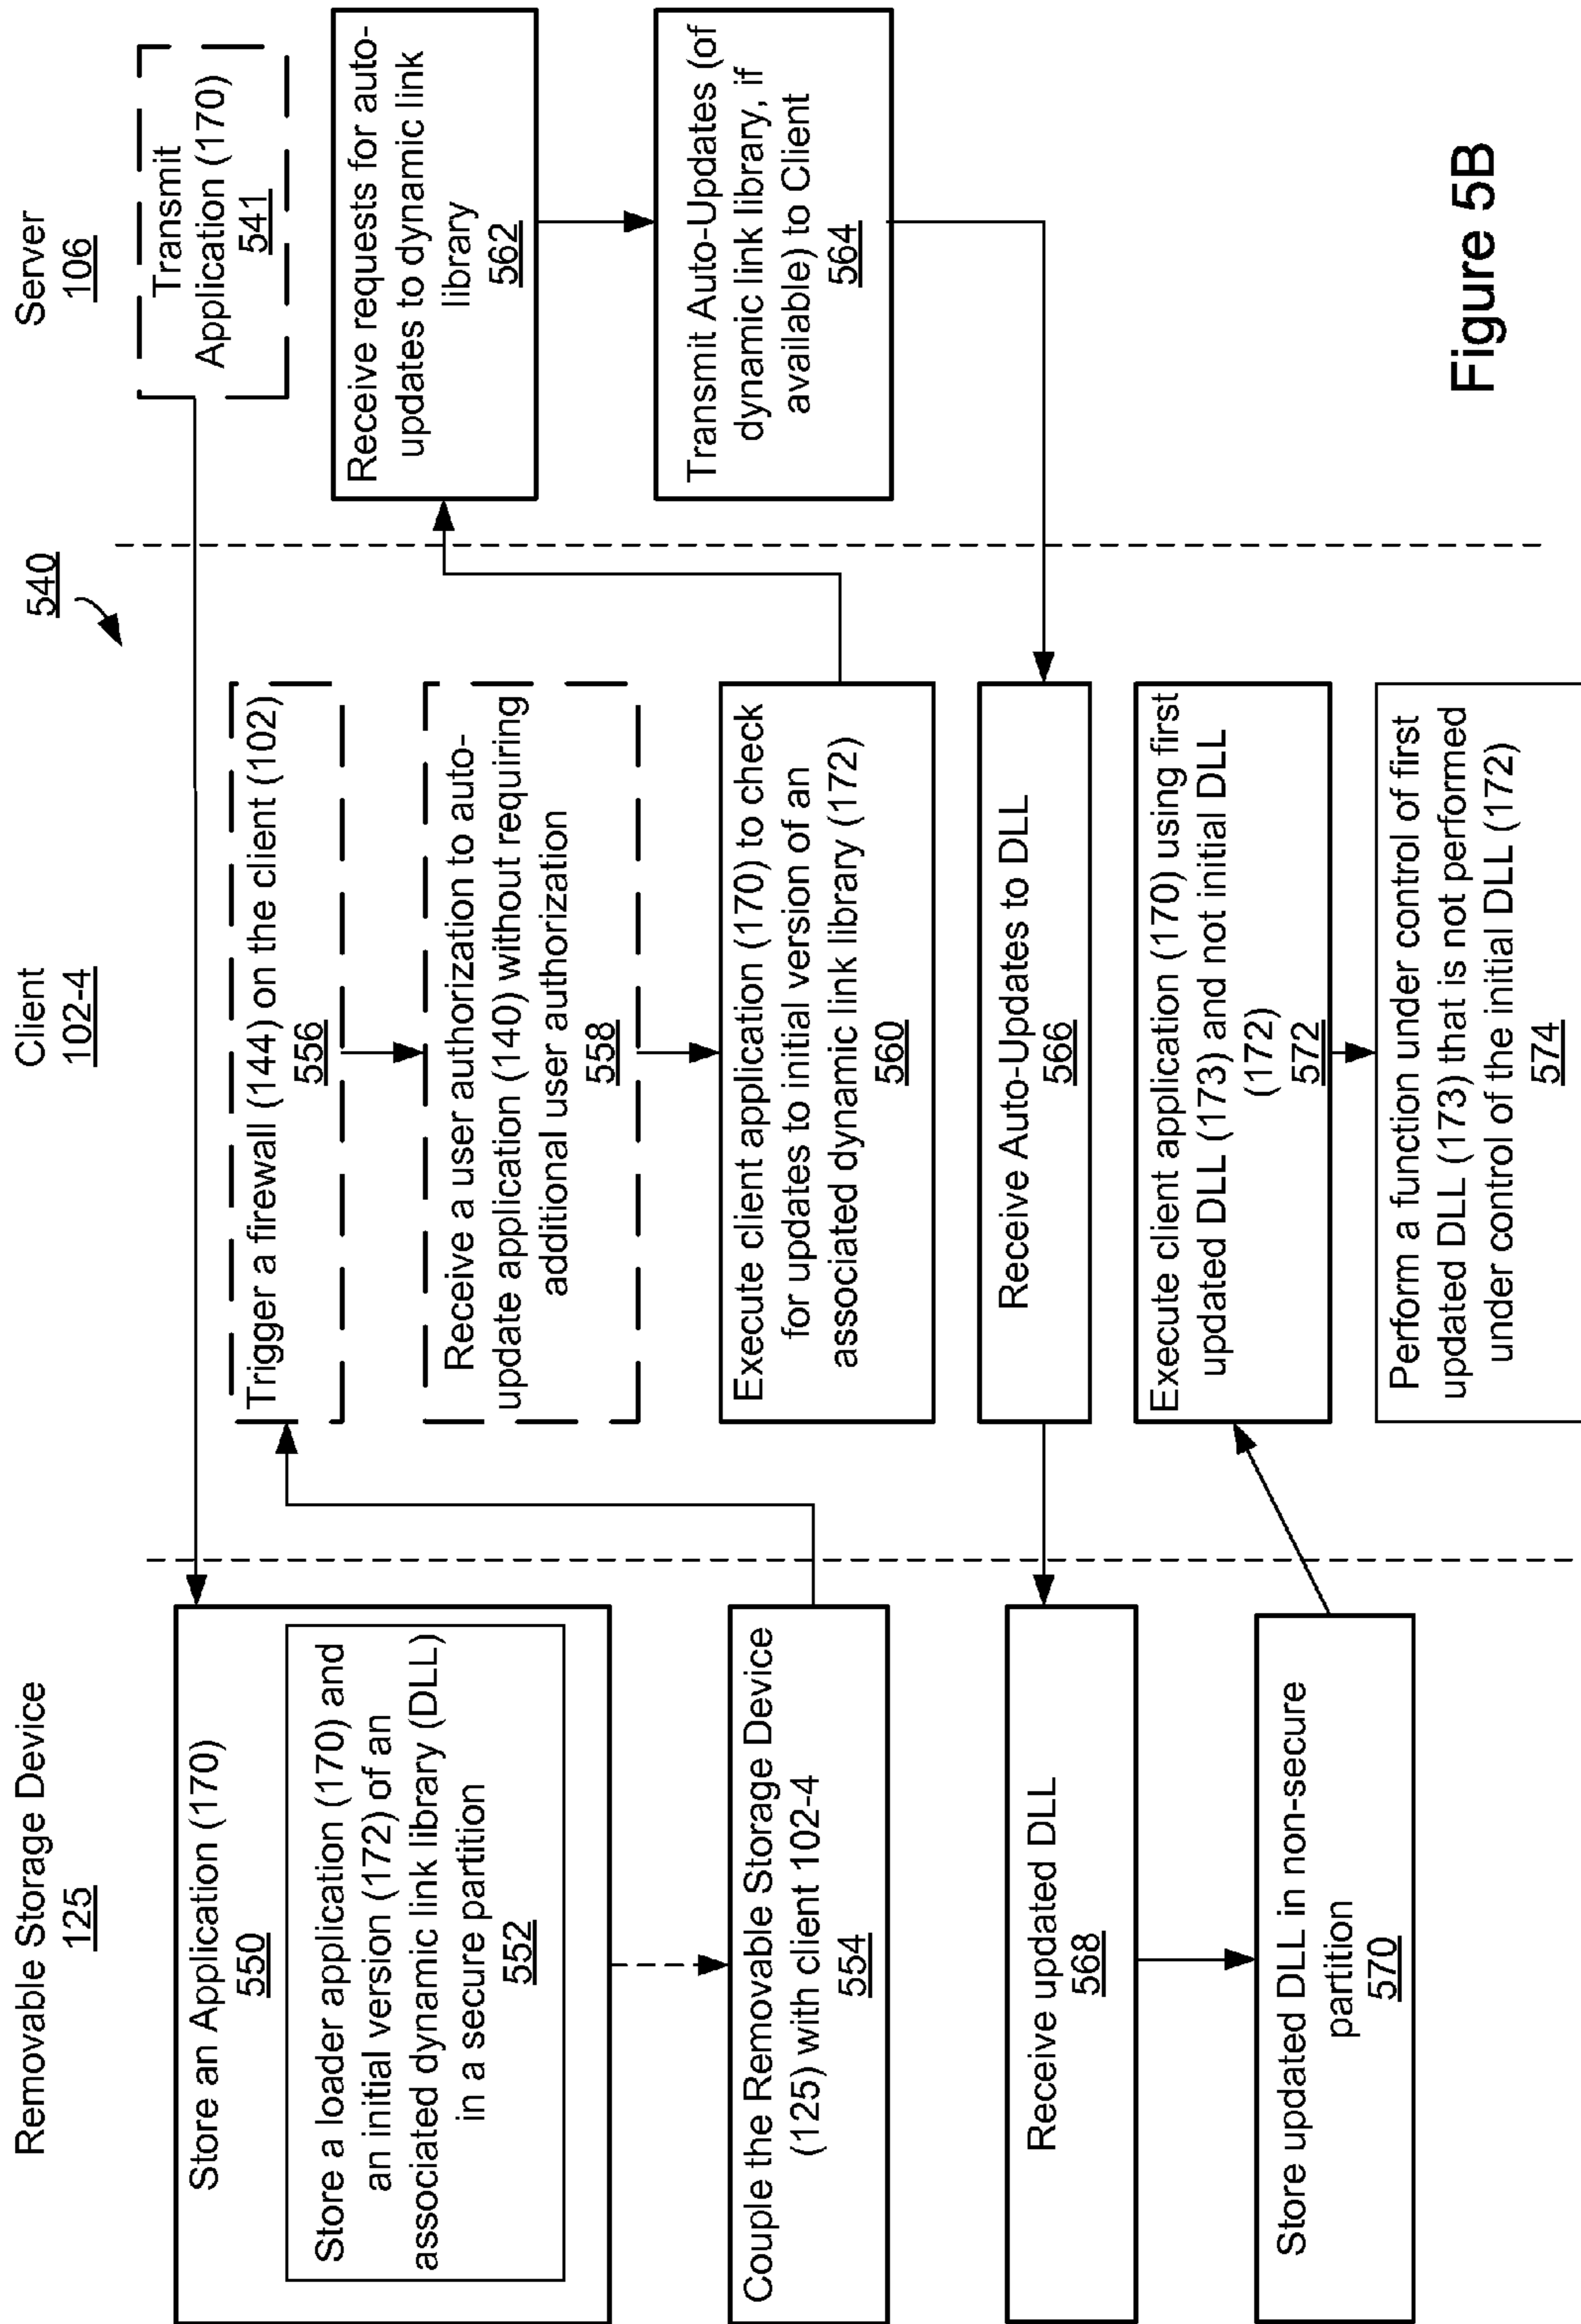 Removable Storage Device
125
Client
102-4
Server
106
540
Store an Application (170)
550
Store a loader application (170) and
an initial version (172) of an
associated dynamic link library (DLL)
in a secure partition
552
Couple the Removable Storage Device
(125) with client 102-4
554
Receive updated DLL
568
Store updated DLL in non-secure
partition
570
Trigger a firewall (144) on the client (102)
556
Receive a user authorization to auto-
update application (140) without requiring
additional user authorization
558
Execute client application (170) to check
for updates to initial version of an
associated dynamic link library (172)
560
Receive Auto-Updates to DLL
566
Execute client application (170) using first
updated DLL (173) and not initial DLL
(172)
572
Perform a function under control of first
updated DLL (173) that is not performed
under control of the initial DLL (172)
574
Transmit
Application (170)
541
Receive requests for auto-
updates to dynamic link
library
562
Transmit Auto-Updates (of
dynamic link library, if
available) to Client
564
Figure 5B